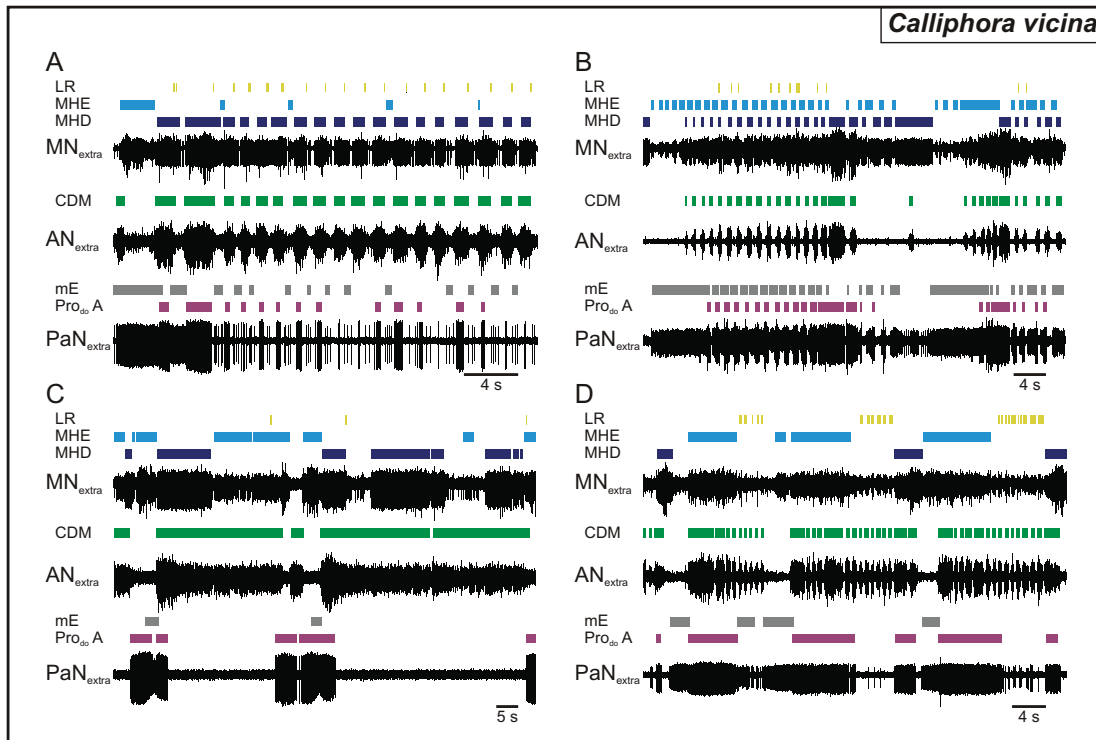 Calliphora vicina
A
LR
MHE
MHD
MNextra
CDM
ANextra
mE
Prodo A
PaNextra
4 s
B
LR
MHE
MHD
MNextra
CDM
ANextra
mE
Prodo A
PaNextra
4 s
C
LR
MHE
MHD
MNextra
CDM
ANextra
mE
Prodo A
PaNextra
5 s
D
LR
MHE
MHD
MNextra
CDM
ANextra
mE
Prodo A
PaNextra
4 s